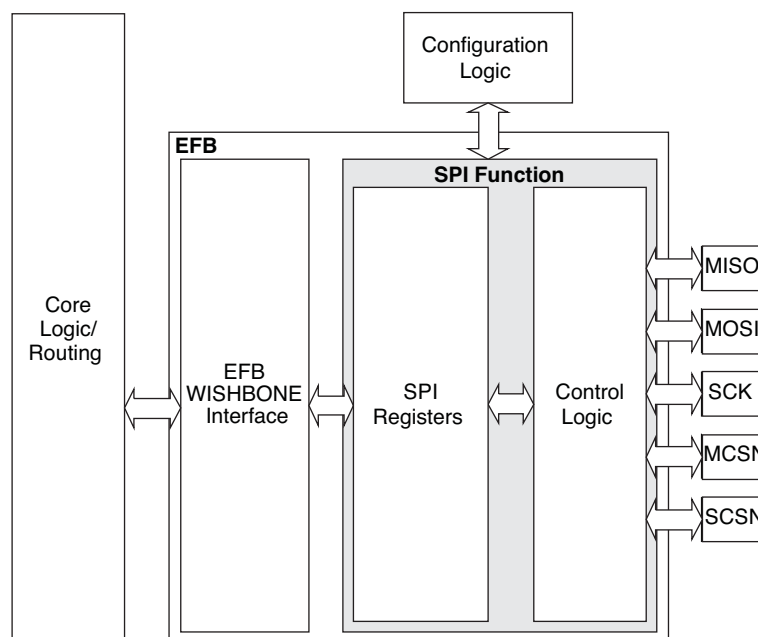 Configuration
Logic
EFB
SPI Function
Core
Logic/
Routing
EFB
WISHBONE
Interface
SPI
Registers
Control
Logic
MISO
MOSI
SCK
MCSN
SCSN